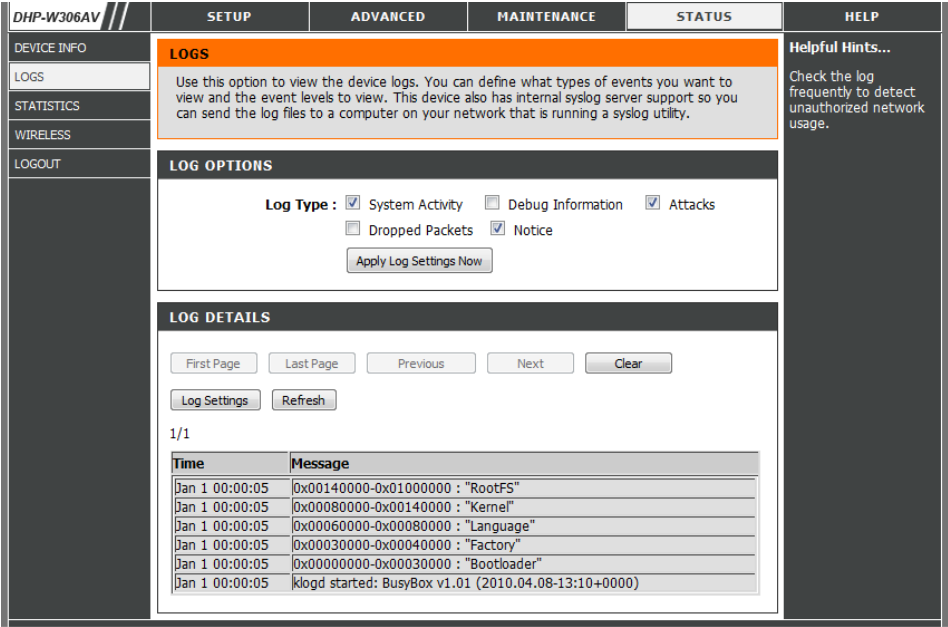 DHP-W306AV
SETUP
ADVANCED
MAINTENANCE
STATUS
HELP
DEVICE INFO
LOGS
STATISTICS
WIRELESS
LOGOUT
LOGS
Use this option to view the device logs. You can define what types of events you want to
view and the event levels to view. This device also has internal syslog server support so you
can send the log files to a computer on your network that is running a syslog utility.
LOG OPTIONS
Log Type : System Activity Debug Information Attacks
Dropped Packets Notice
Apply Log Settings Now
LOG DETAILS
First Page Last Page Previous Next Clear
Log Settings Refresh
1/1
Time Message
Jan 1 00:00:05 0x00140000-0x01000000 : "RootFS"
Jan 1 00:00:05 0x00080000-0x00140000 : "Kernel"
Jan 1 00:00:05 0x00060000-0x00080000 : "Language"
Jan 1 00:00:05 0x00030000-0x00040000 : "Factory"
Jan 1 00:00:05 0x00000000-0x00030000 : "Bootloader"
Jan 1 00:00:05 klogd started: BusyBox v1.01 (2010.04.08-13:10+0000)
Helpful Hints...
Check the log
frequently to detect
unauthorized network
usage.